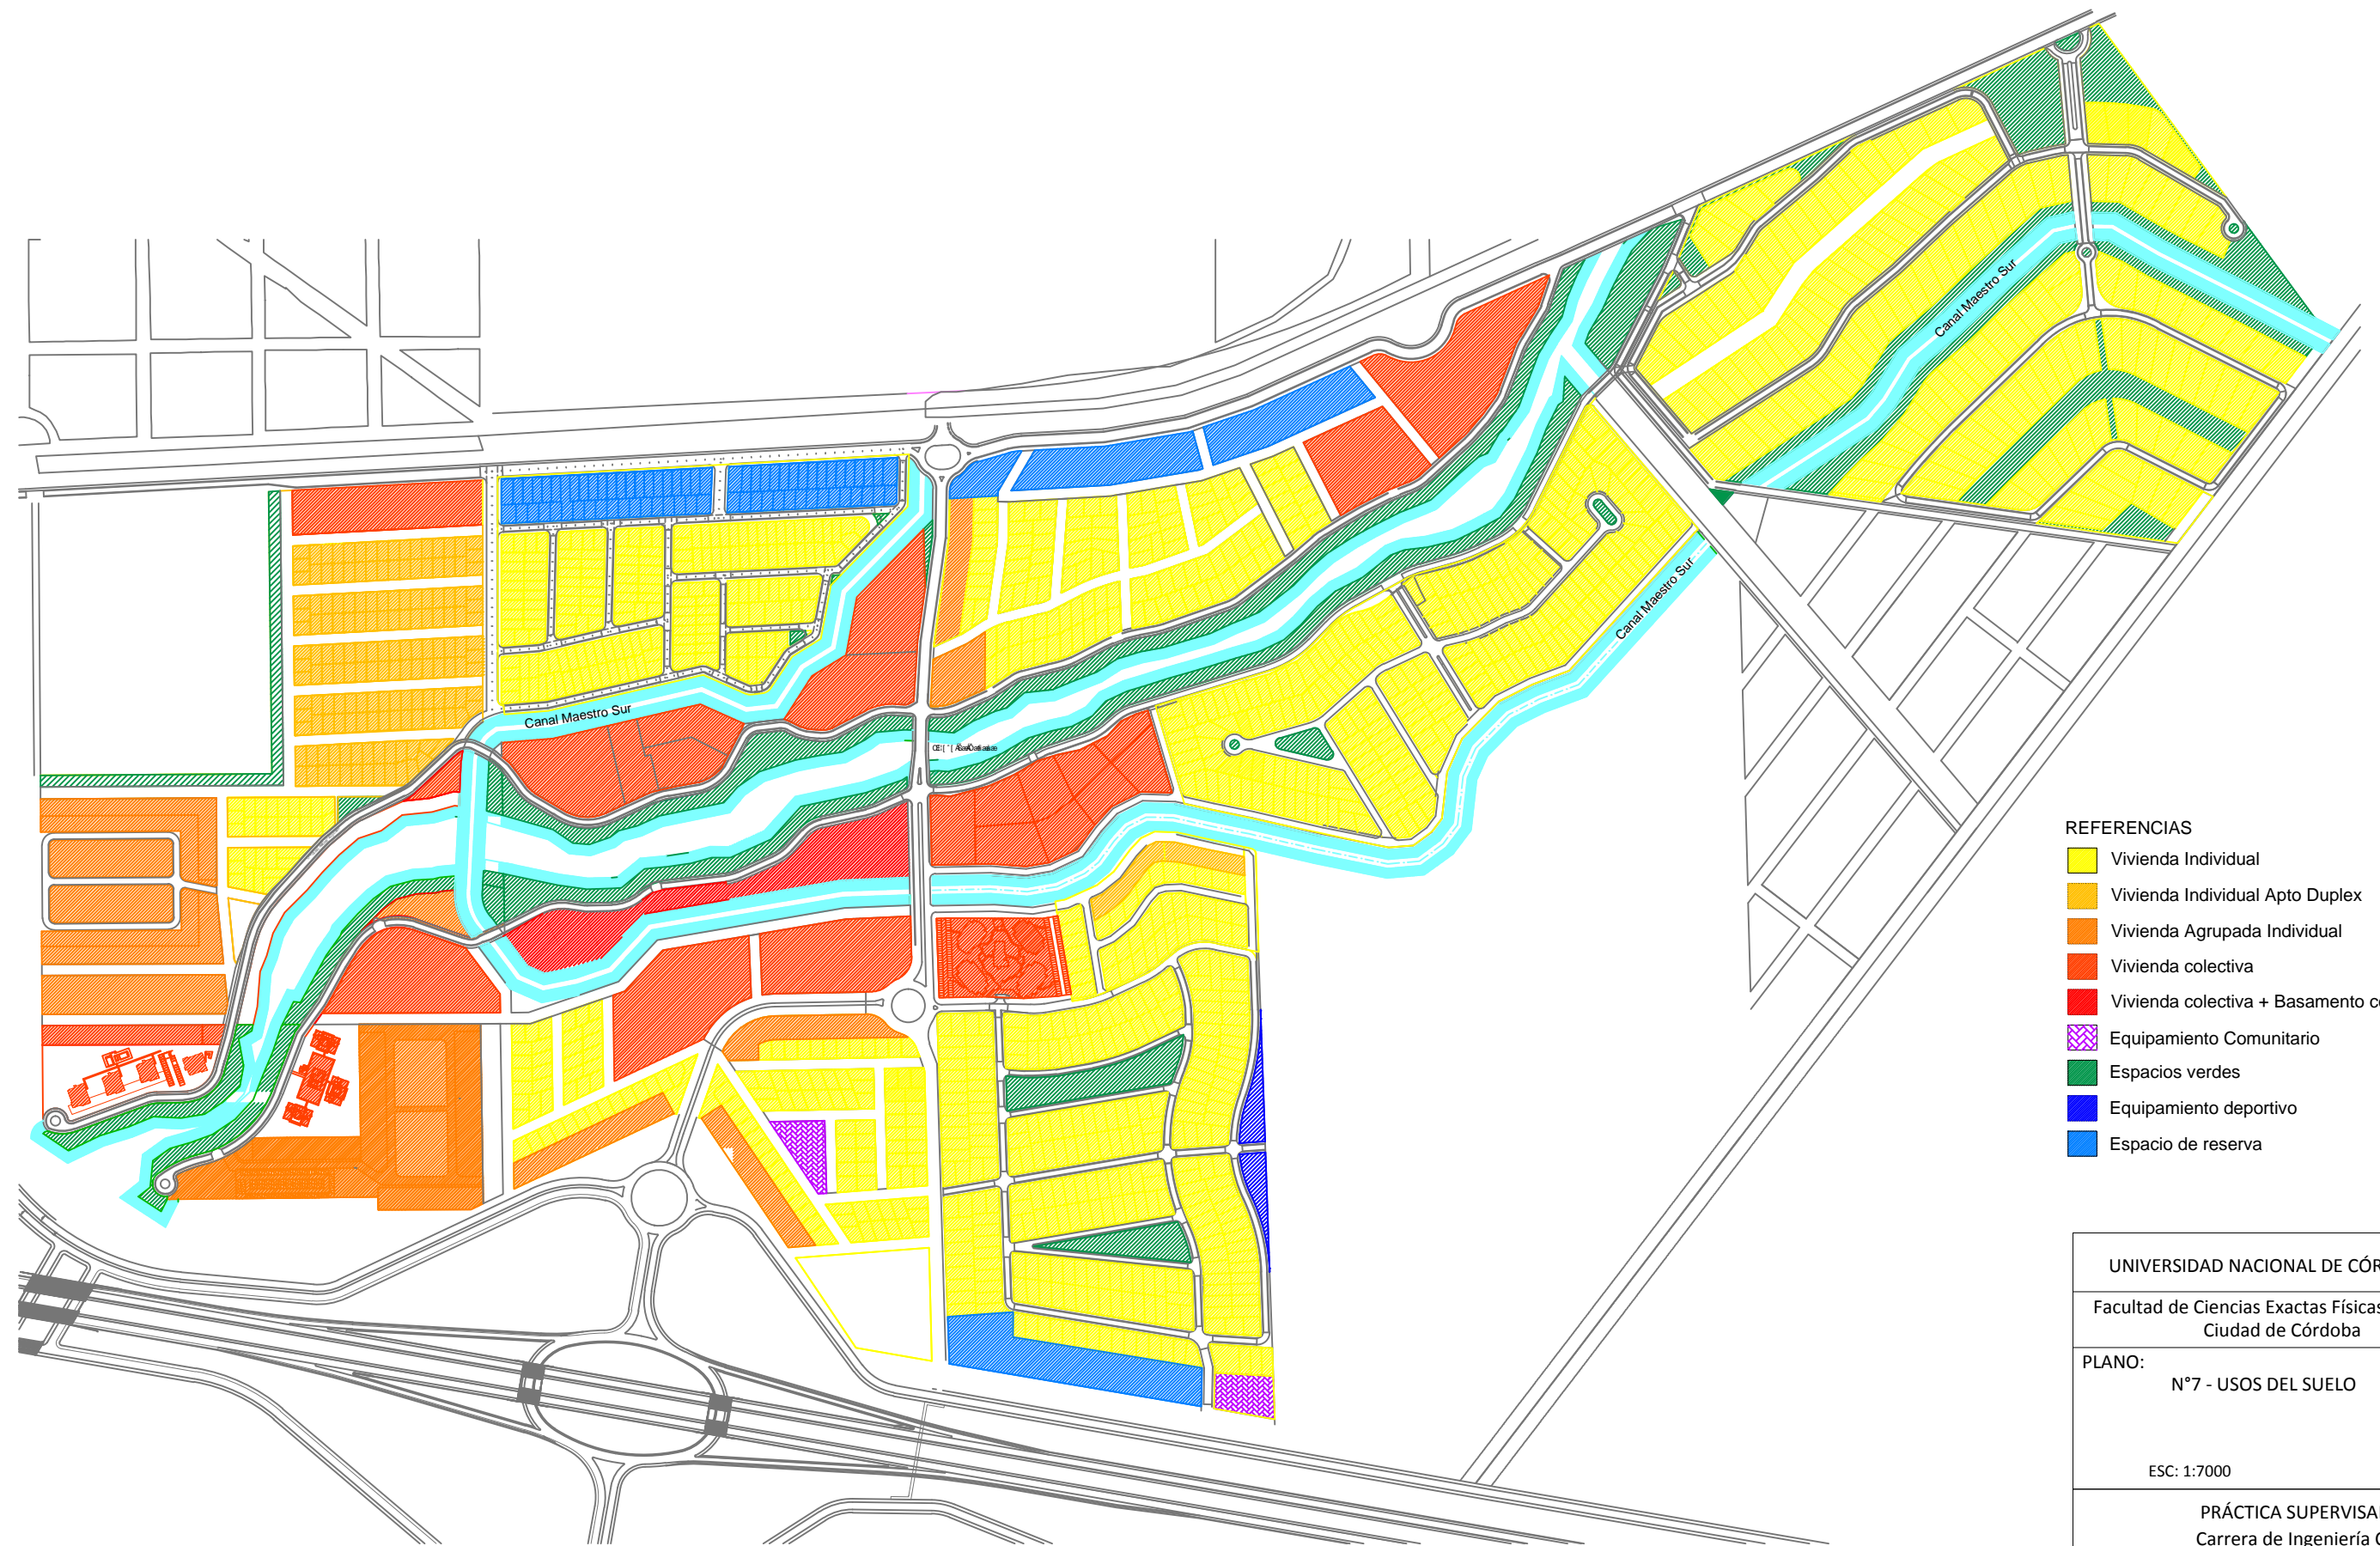 Canal Maestro Sur
Canal Maestro Sur
Canal Maestro Sur
REFERENCIAS
Vivienda Individual
Vivienda Individual Apto Duplex
Vivienda Agrupada Individual
Vivienda colectiva
Vivienda colectiva + Basamento
Equipamiento Comunitario
Espacios verdes
Equipamiento deportivo
Espacio de reserva
UNIVERSIDAD NACIONAL DE
Facultad de Ciencias Exactas Físicas
Ciudad de Córdoba
PLANO:
N°7 - USOS DEL SUELO
ESC: 1:7000
PRÁCTICA
Carrera de Ingeniería